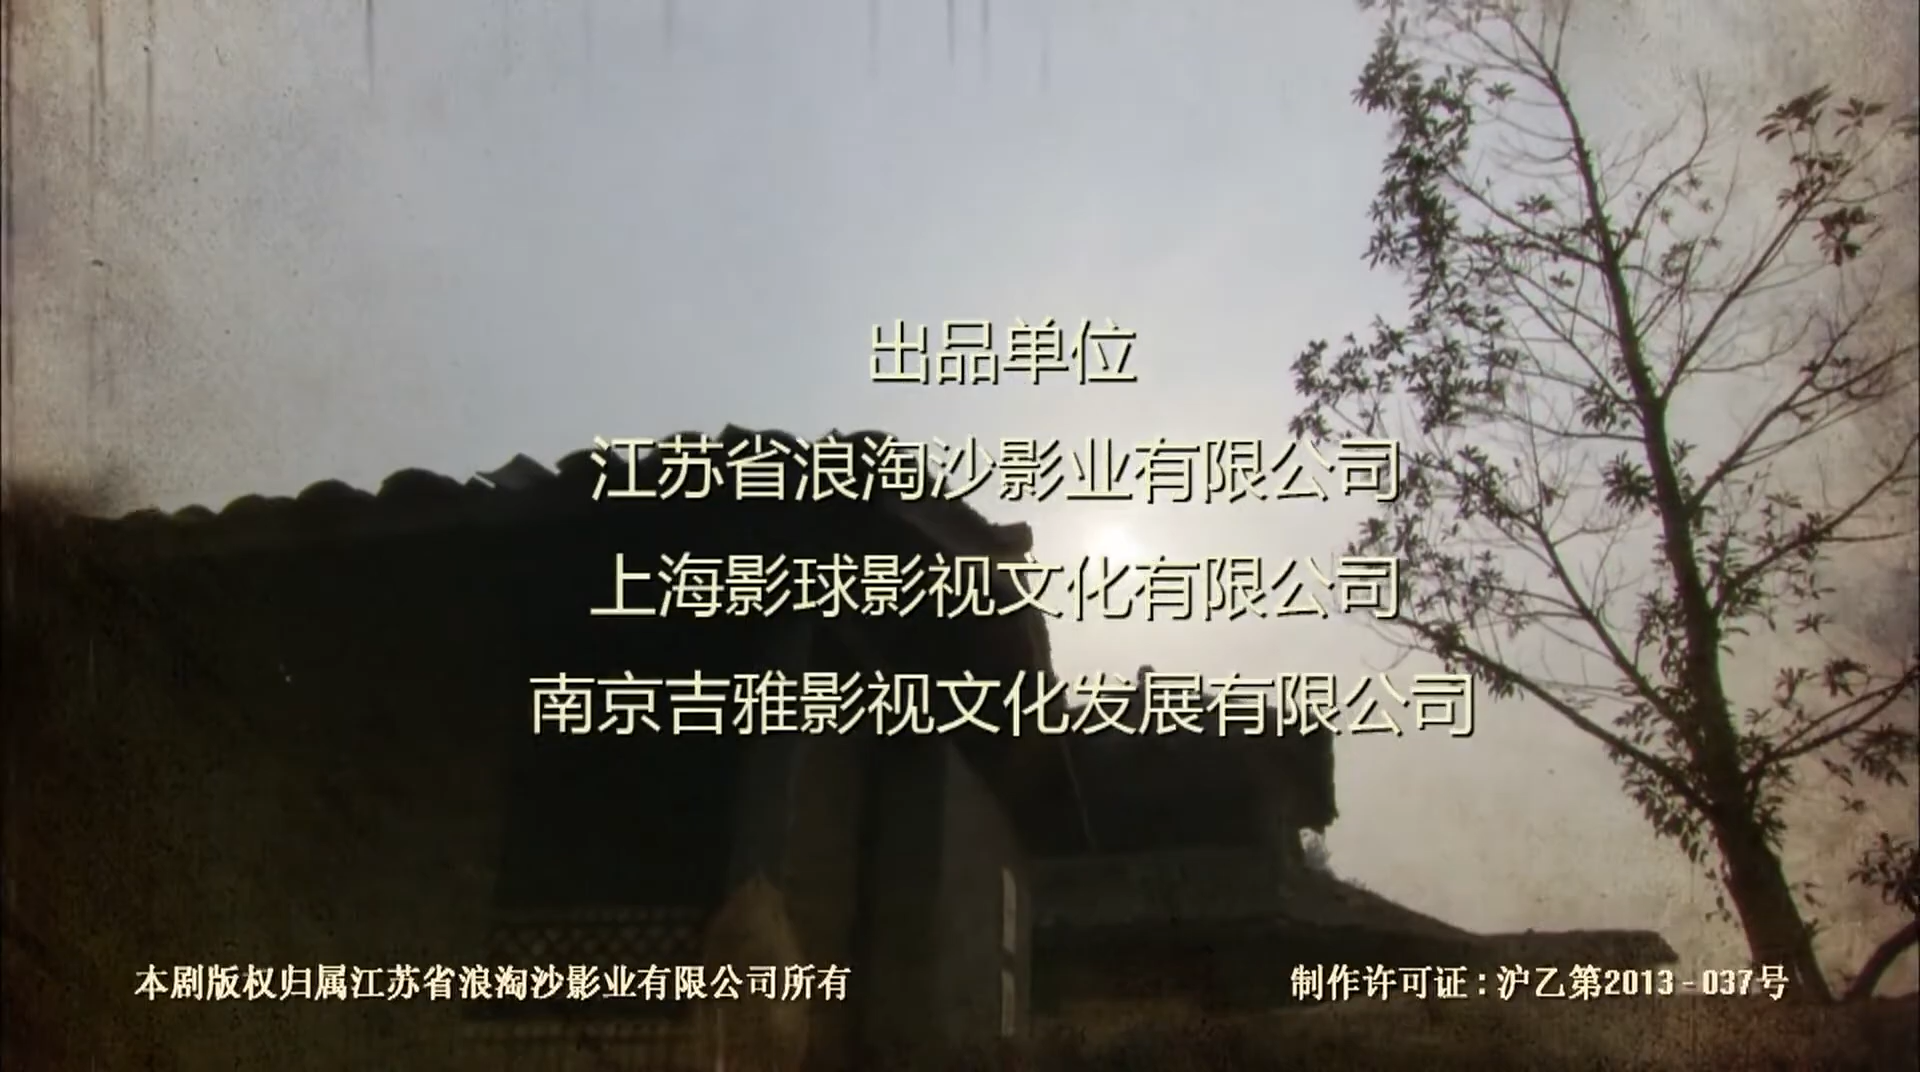 出品单位
江苏省浪淘沙影业有限公司
上海影球影视文化有限公司
南京吉雅影视文化发展有限公司
本剧版权归属江苏省浪淘沙影业有限公司所有
制作许可证：沪乙第2013-037号